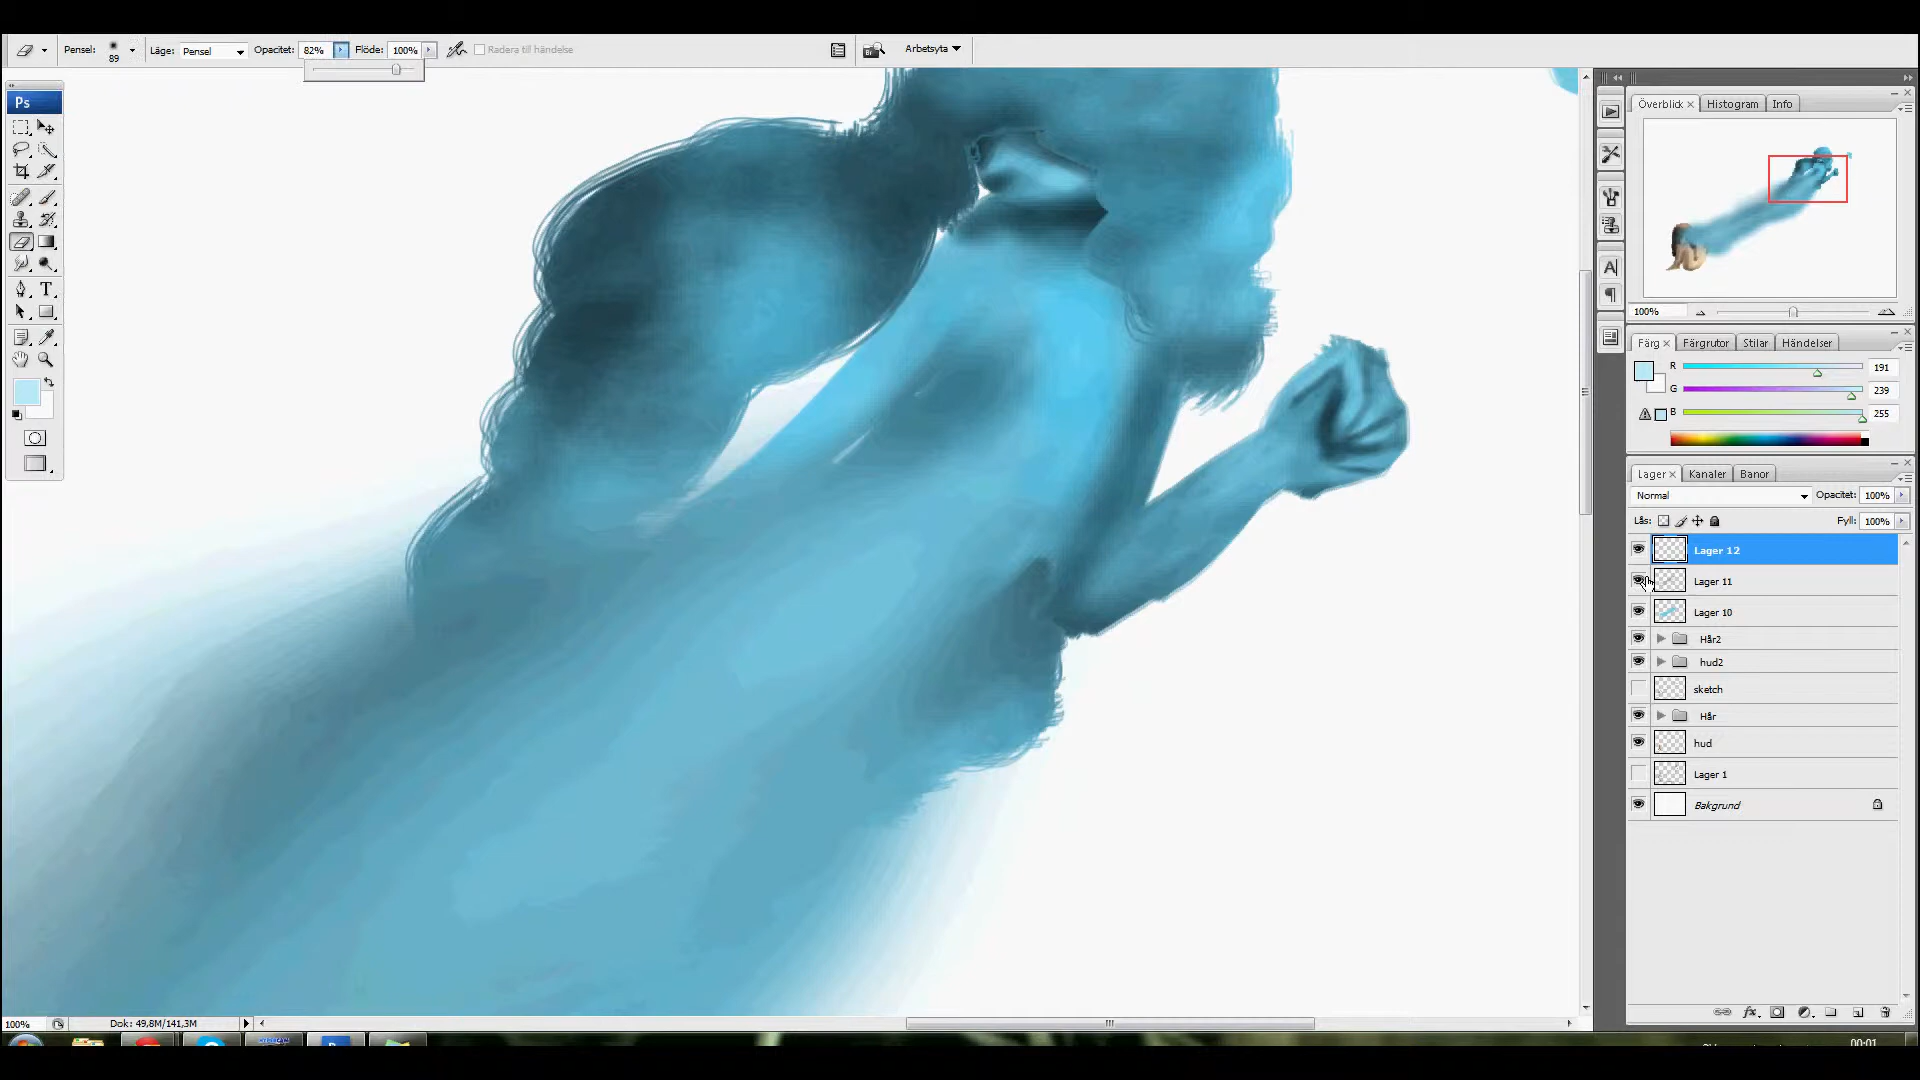 Pensel: 89 Läge: Pensel Opacitet: 82% Flöde: 100% Radera till händelse Arbetsyta
Ps
Överblick Histogram Info
100%
Färg Färgrutor Stilar Händelser
R 191
G 239
B 255
Lager Kanaler Banor
Normal Opacitet: 100%
Lås: Fyll: 100%
Lager 12
Lager 11
Lager 10
Hår2
hud2
sketch
Hår
hud
Lager 1
Bakgrund
100% Dok: 49,8M/141,3M
00:01